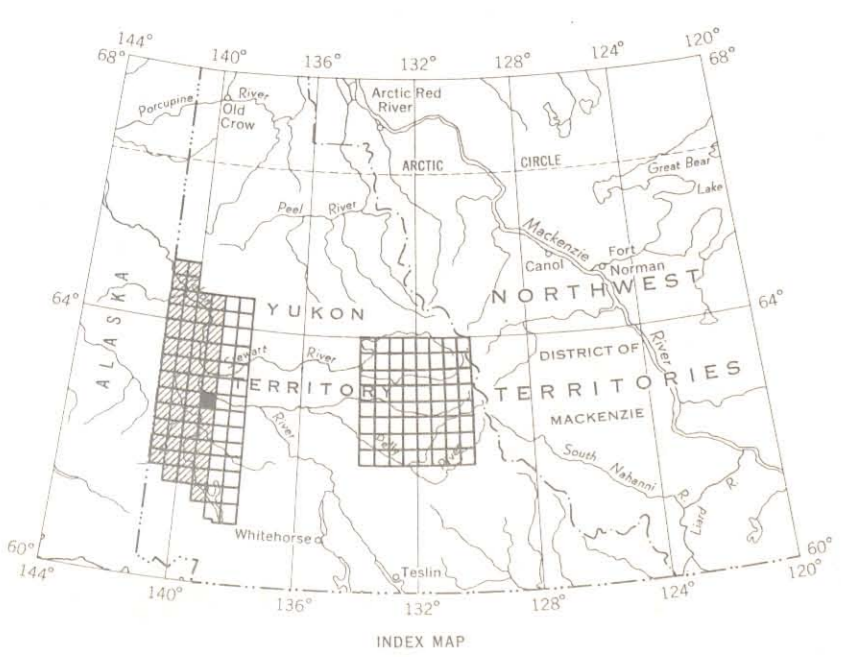 144° 140° 136° 132° 128° 124° 120°
68° 68°
Porcupine River
Old
Crow
Arctic Red
River
ARCTIC CIRCLE
Great Bear
Lake
Peel River
Mackenzie
Fort
Norman
Canol
64° 64°
ALASKA
YUKON
NORTHWEST
Stewart River
River
DISTRICT OF
TERRITORY
TERRITORIES
MACKENZIE
River
Pelly River
South Nahanni R.
Liard R.
Whitehorse
Teslin
60° 60°
144° 140° 136° 132° 128° 124° 120°
INDEX MAP